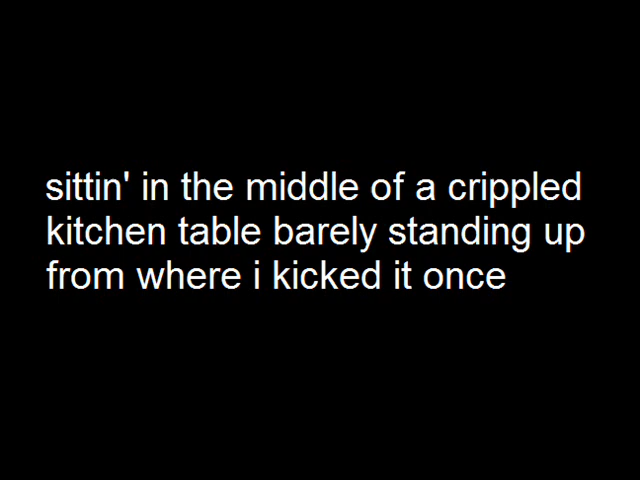 sittin' in the middle of a crippled
kitchen table barely standing up
from where i kicked it once